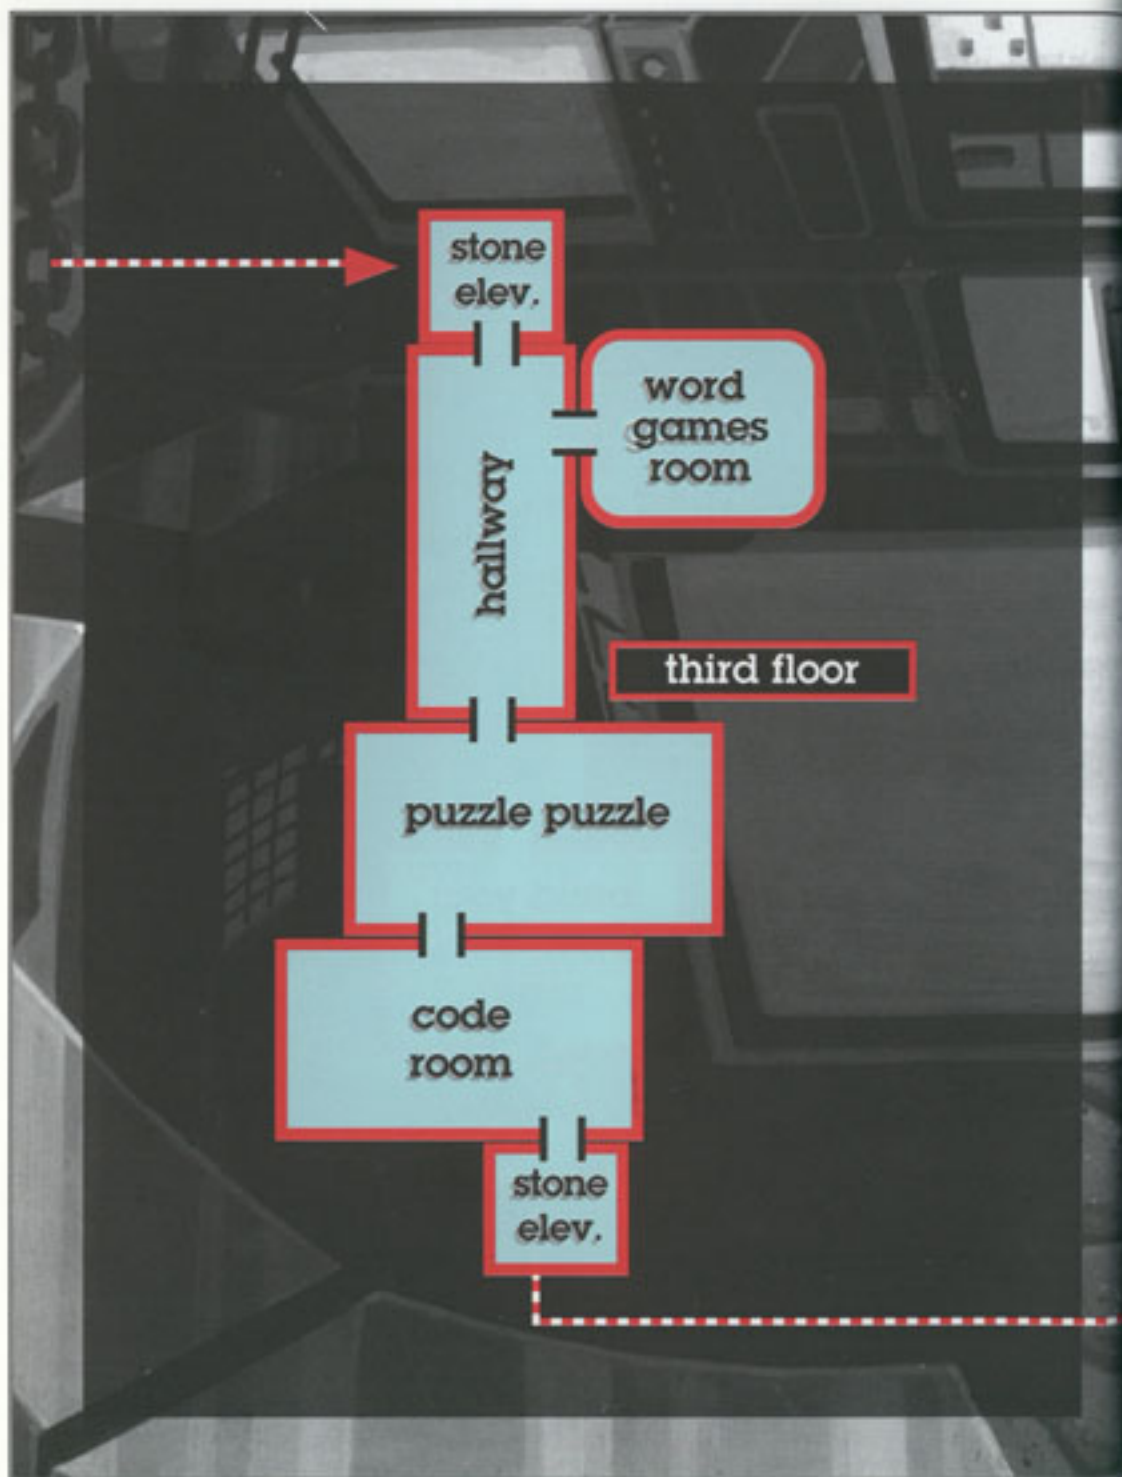 stone
elev.
word
games
room
hallway
third floor
puzzle puzzle
code
room
stone
elev.